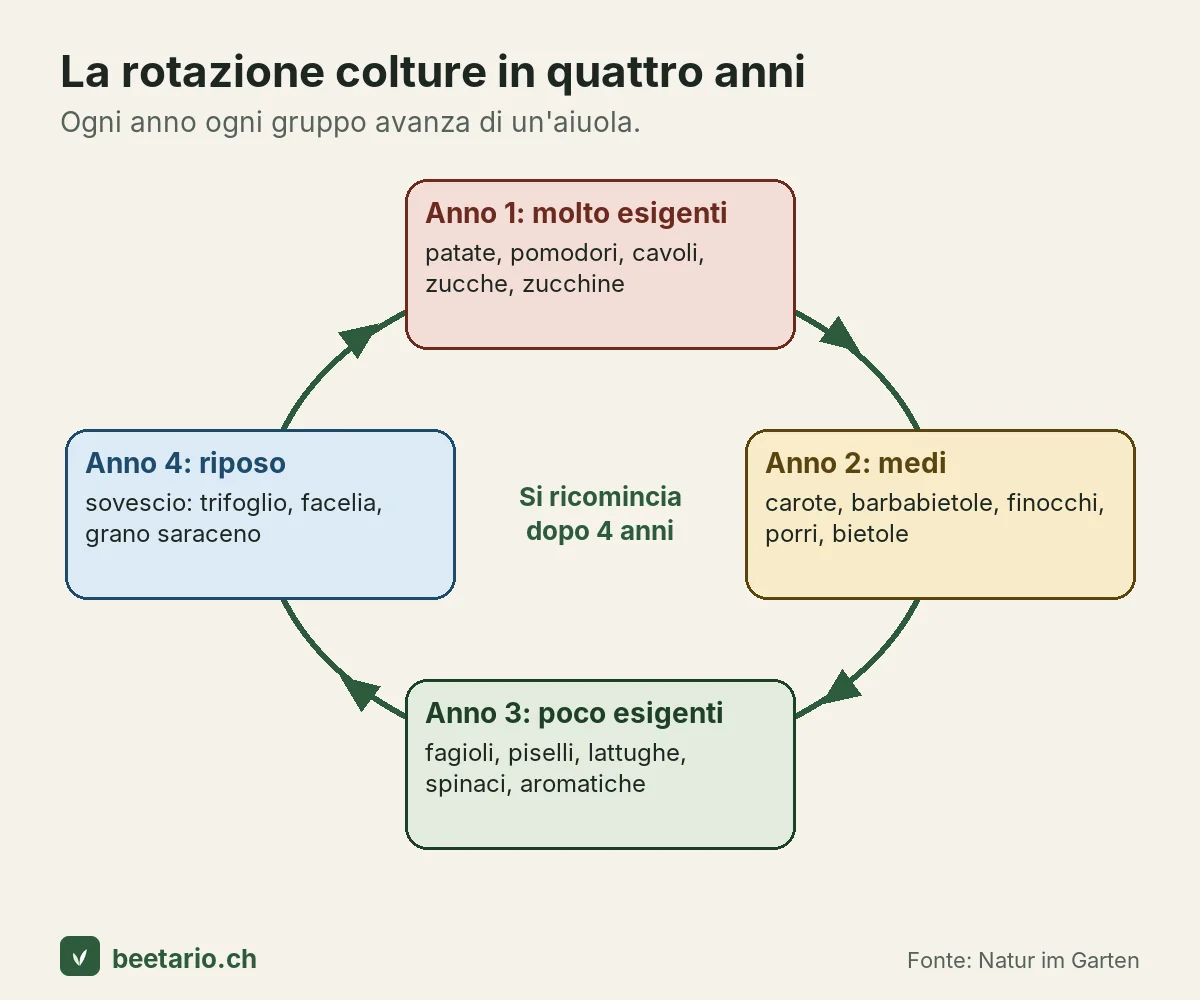 La rotazione colture in quattro anni
Ogni anno ogni gruppo avanza di un'aiuola.
Anno 1: molto esigenti
patate, pomodori, cavoli,
zucche, zucchine
Anno 4: riposo
sovescio: trifoglio, facelia,
grano saraceno
Si ricomincia
dopo 4 anni
Anno 2: medi
carote, barbabietole, finocchi,
porri, bietole
Anno 3: poco esigenti
fagioli, piselli, lattughe,
spinaci, aromatiche
beetario.ch
Fonte: Natur im Garten